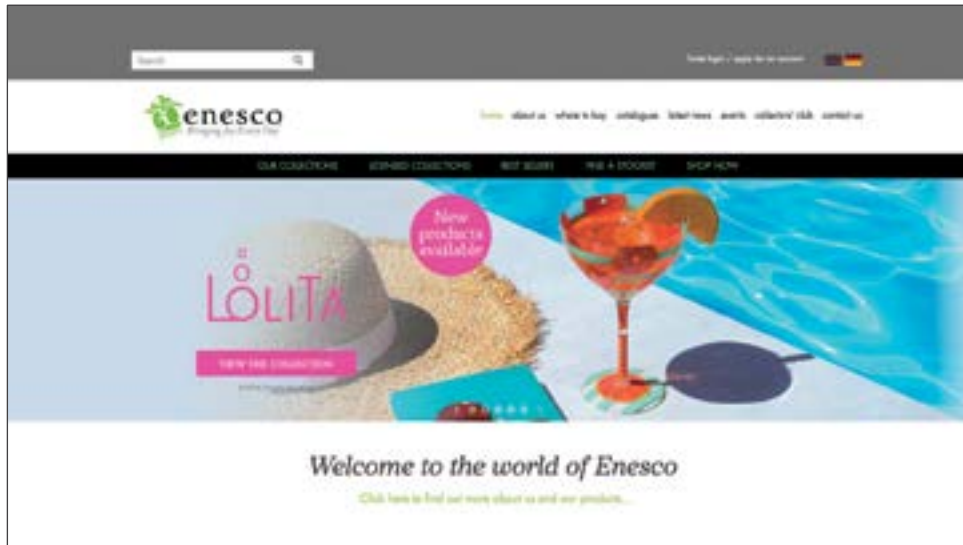 Search
trade login / apply for an account
enesco
Bringing Joy Every Day
home about us where to buy catalogues latest news events collectors' club contact us
OUR COLLECTIONS LICENSED COLLECTIONS BEST SELLERS FIND A STOCKIST SHOP NOW
New
products
available
LOLITA
VIEW THE COLLECTION
Welcome to the world of Enesco
Click here to find out more about us and our products...